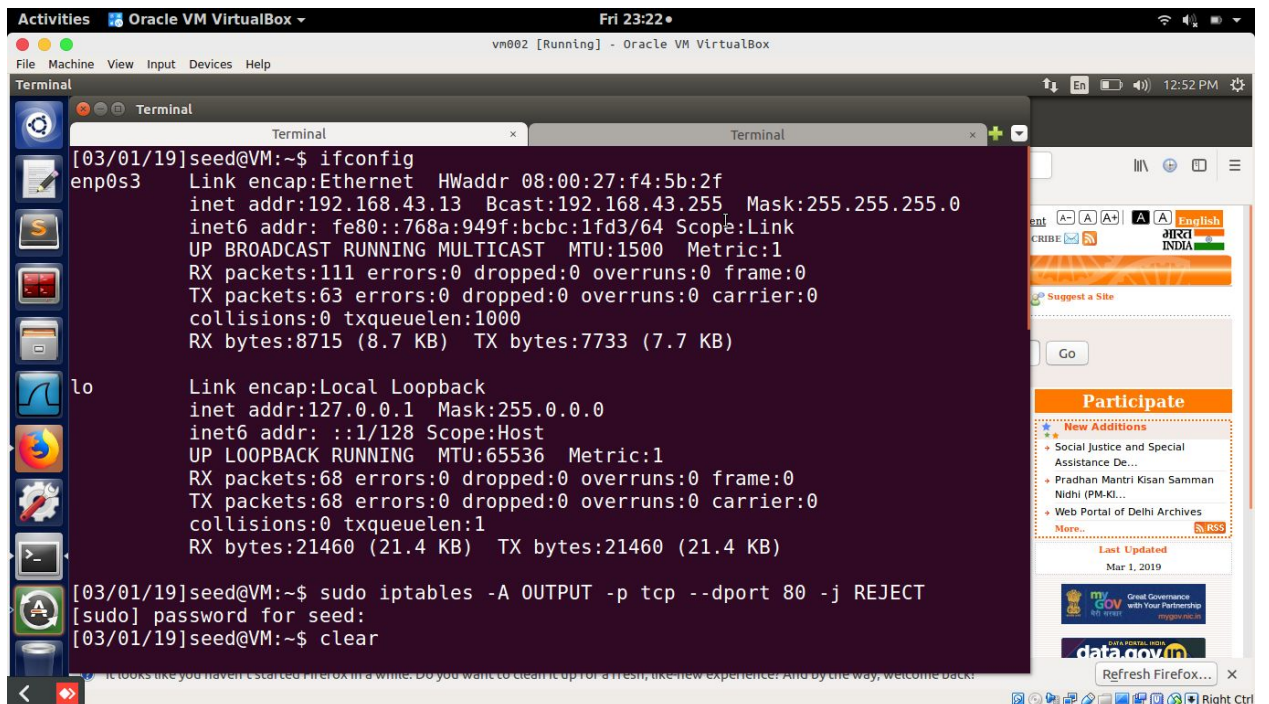 Activities Oracle VM VirtualBox Fri 23:22
vm002 [Running] - Oracle VM VirtualBox
File Machine View Input Devices Help
Terminal En 12:52 PM
Terminal
Terminal × Terminal ×
[03/01/19]seed@VM:~$ ifconfig
enp0s3 Link encap:Ethernet HWaddr 08:00:27:f4:5b:2f
inet addr:192.168.43.13 Bcast:192.168.43.255 Mask:255.255.255.0
inet6 addr: fe80::768a:949f:bcbc:1fd3/64 Scope:Link
UP BROADCAST RUNNING MULTICAST MTU:1500 Metric:1
RX packets:111 errors:0 dropped:0 overruns:0 frame:0
TX packets:63 errors:0 dropped:0 overruns:0 carrier:0
collisions:0 txqueuelen:1000
RX bytes:8715 (8.7 KB) TX bytes:7733 (7.7 KB)
lo Link encap:Local Loopback
inet addr:127.0.0.1 Mask:255.0.0.0
inet6 addr: ::1/128 Scope:Host
UP LOOPBACK RUNNING MTU:65536 Metric:1
RX packets:68 errors:0 dropped:0 overruns:0 frame:0
TX packets:68 errors:0 dropped:0 overruns:0 carrier:0
collisions:0 txqueuelen:1
RX bytes:21460 (21.4 KB) TX bytes:21460 (21.4 KB)
[03/01/19]seed@VM:~$ sudo iptables -A OUTPUT -p tcp --dport 80 -j REJECT
[sudo] password for seed:
[03/01/19]seed@VM:~$ clear
ent A- A A+ A A English
CRIBE भारत
INDIA
Suggest a Site
Go
Participate
New Additions
Social Justice and Special
Assistance De...
Pradhan Mantri Kisan Samman
Nidhi (PM-KI...
Web Portal of Delhi Archives
More.. RSS
Last Updated
Mar 1, 2019
my GOV Great Governance
मेरी सरकार with Your Partnership
mygov.nic.in
DATA PORTAL INDIA
data.gov.in
It looks like you haven't started Firefox in a while. Do you want to clean it up for a fresh, like-new experience? And by the way, welcome back!
Refresh Firefox... ×
Right Ctrl